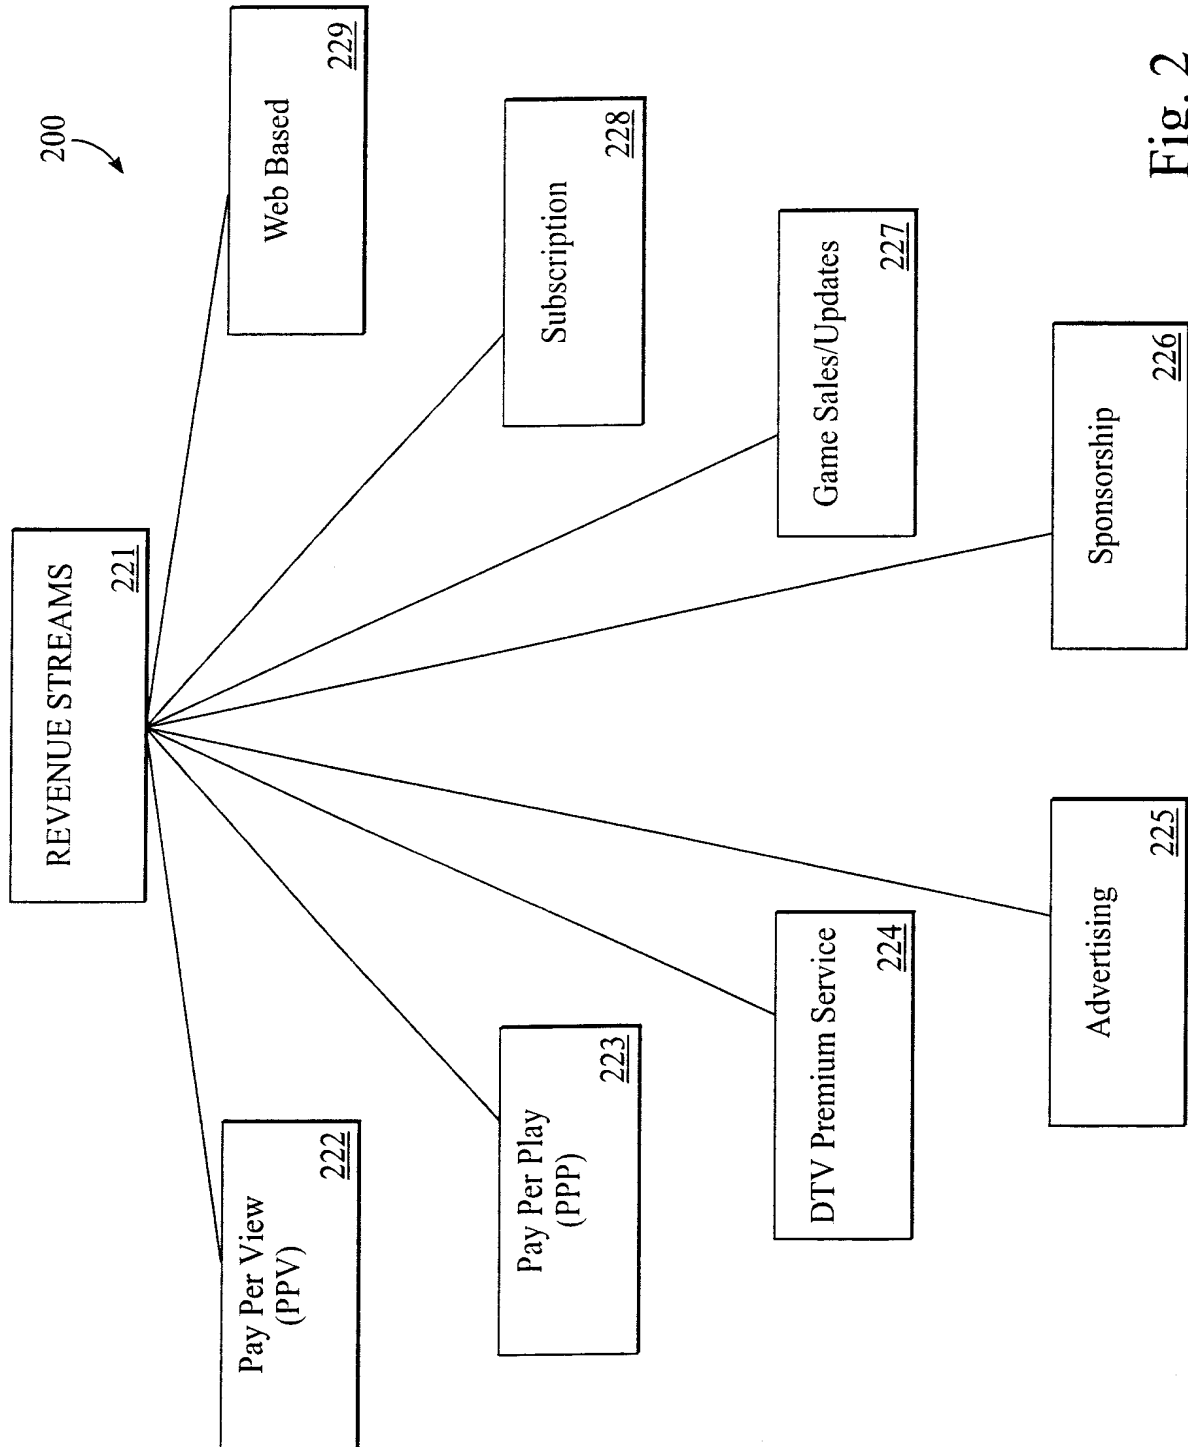 200
REVENUE STREAMS
221
Pay Per View
(PPV)
222
Pay Per Play
(PPP)
223
DTV Premium Service
224
Advertising
225
Sponsorship
226
Game Sales/Updates
227
Subscription
228
Web Based
229
Fig. 2